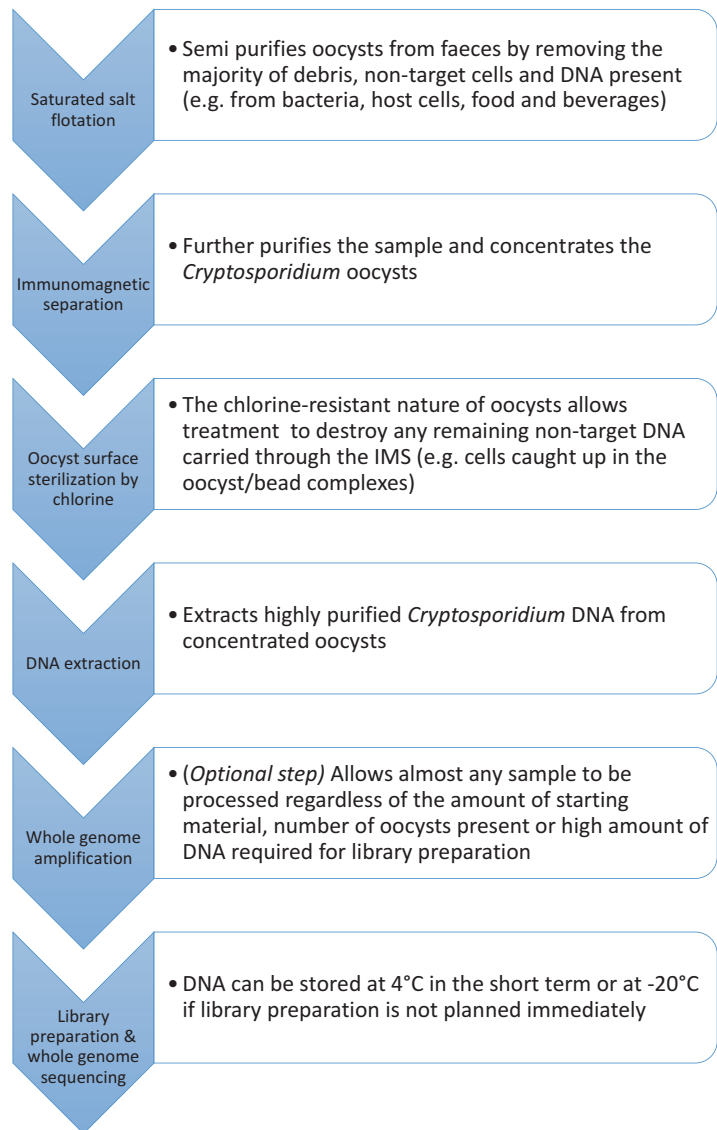 Saturated salt
flotation
• Semi purifies oocysts from faeces by removing the
majority of debris, non-target cells and DNA present
(e.g. from bacteria, host cells, food and beverages)
Immunomagnetic
separation
• Further purifies the sample and concentrates the
Cryptosporidium oocysts
Oocyst surface
sterilization by
chlorine
• The chlorine-resistant nature of oocysts allows
treatment to destroy any remaining non-target DNA
carried through the IMS (e.g. cells caught up in the
oocyst/bead complexes)
DNA extraction
• Extracts highly purified Cryptosporidium DNA from
concentrated oocysts
Whole genome
amplification
• (Optional step) Allows almost any sample to be
processed regardless of the amount of starting
material, number of oocysts present or high amount of
DNA required for library preparation
Library
preparation &
whole genome
sequencing
• DNA can be stored at 4°C in the short term or at -20°C
if library preparation is not planned immediately